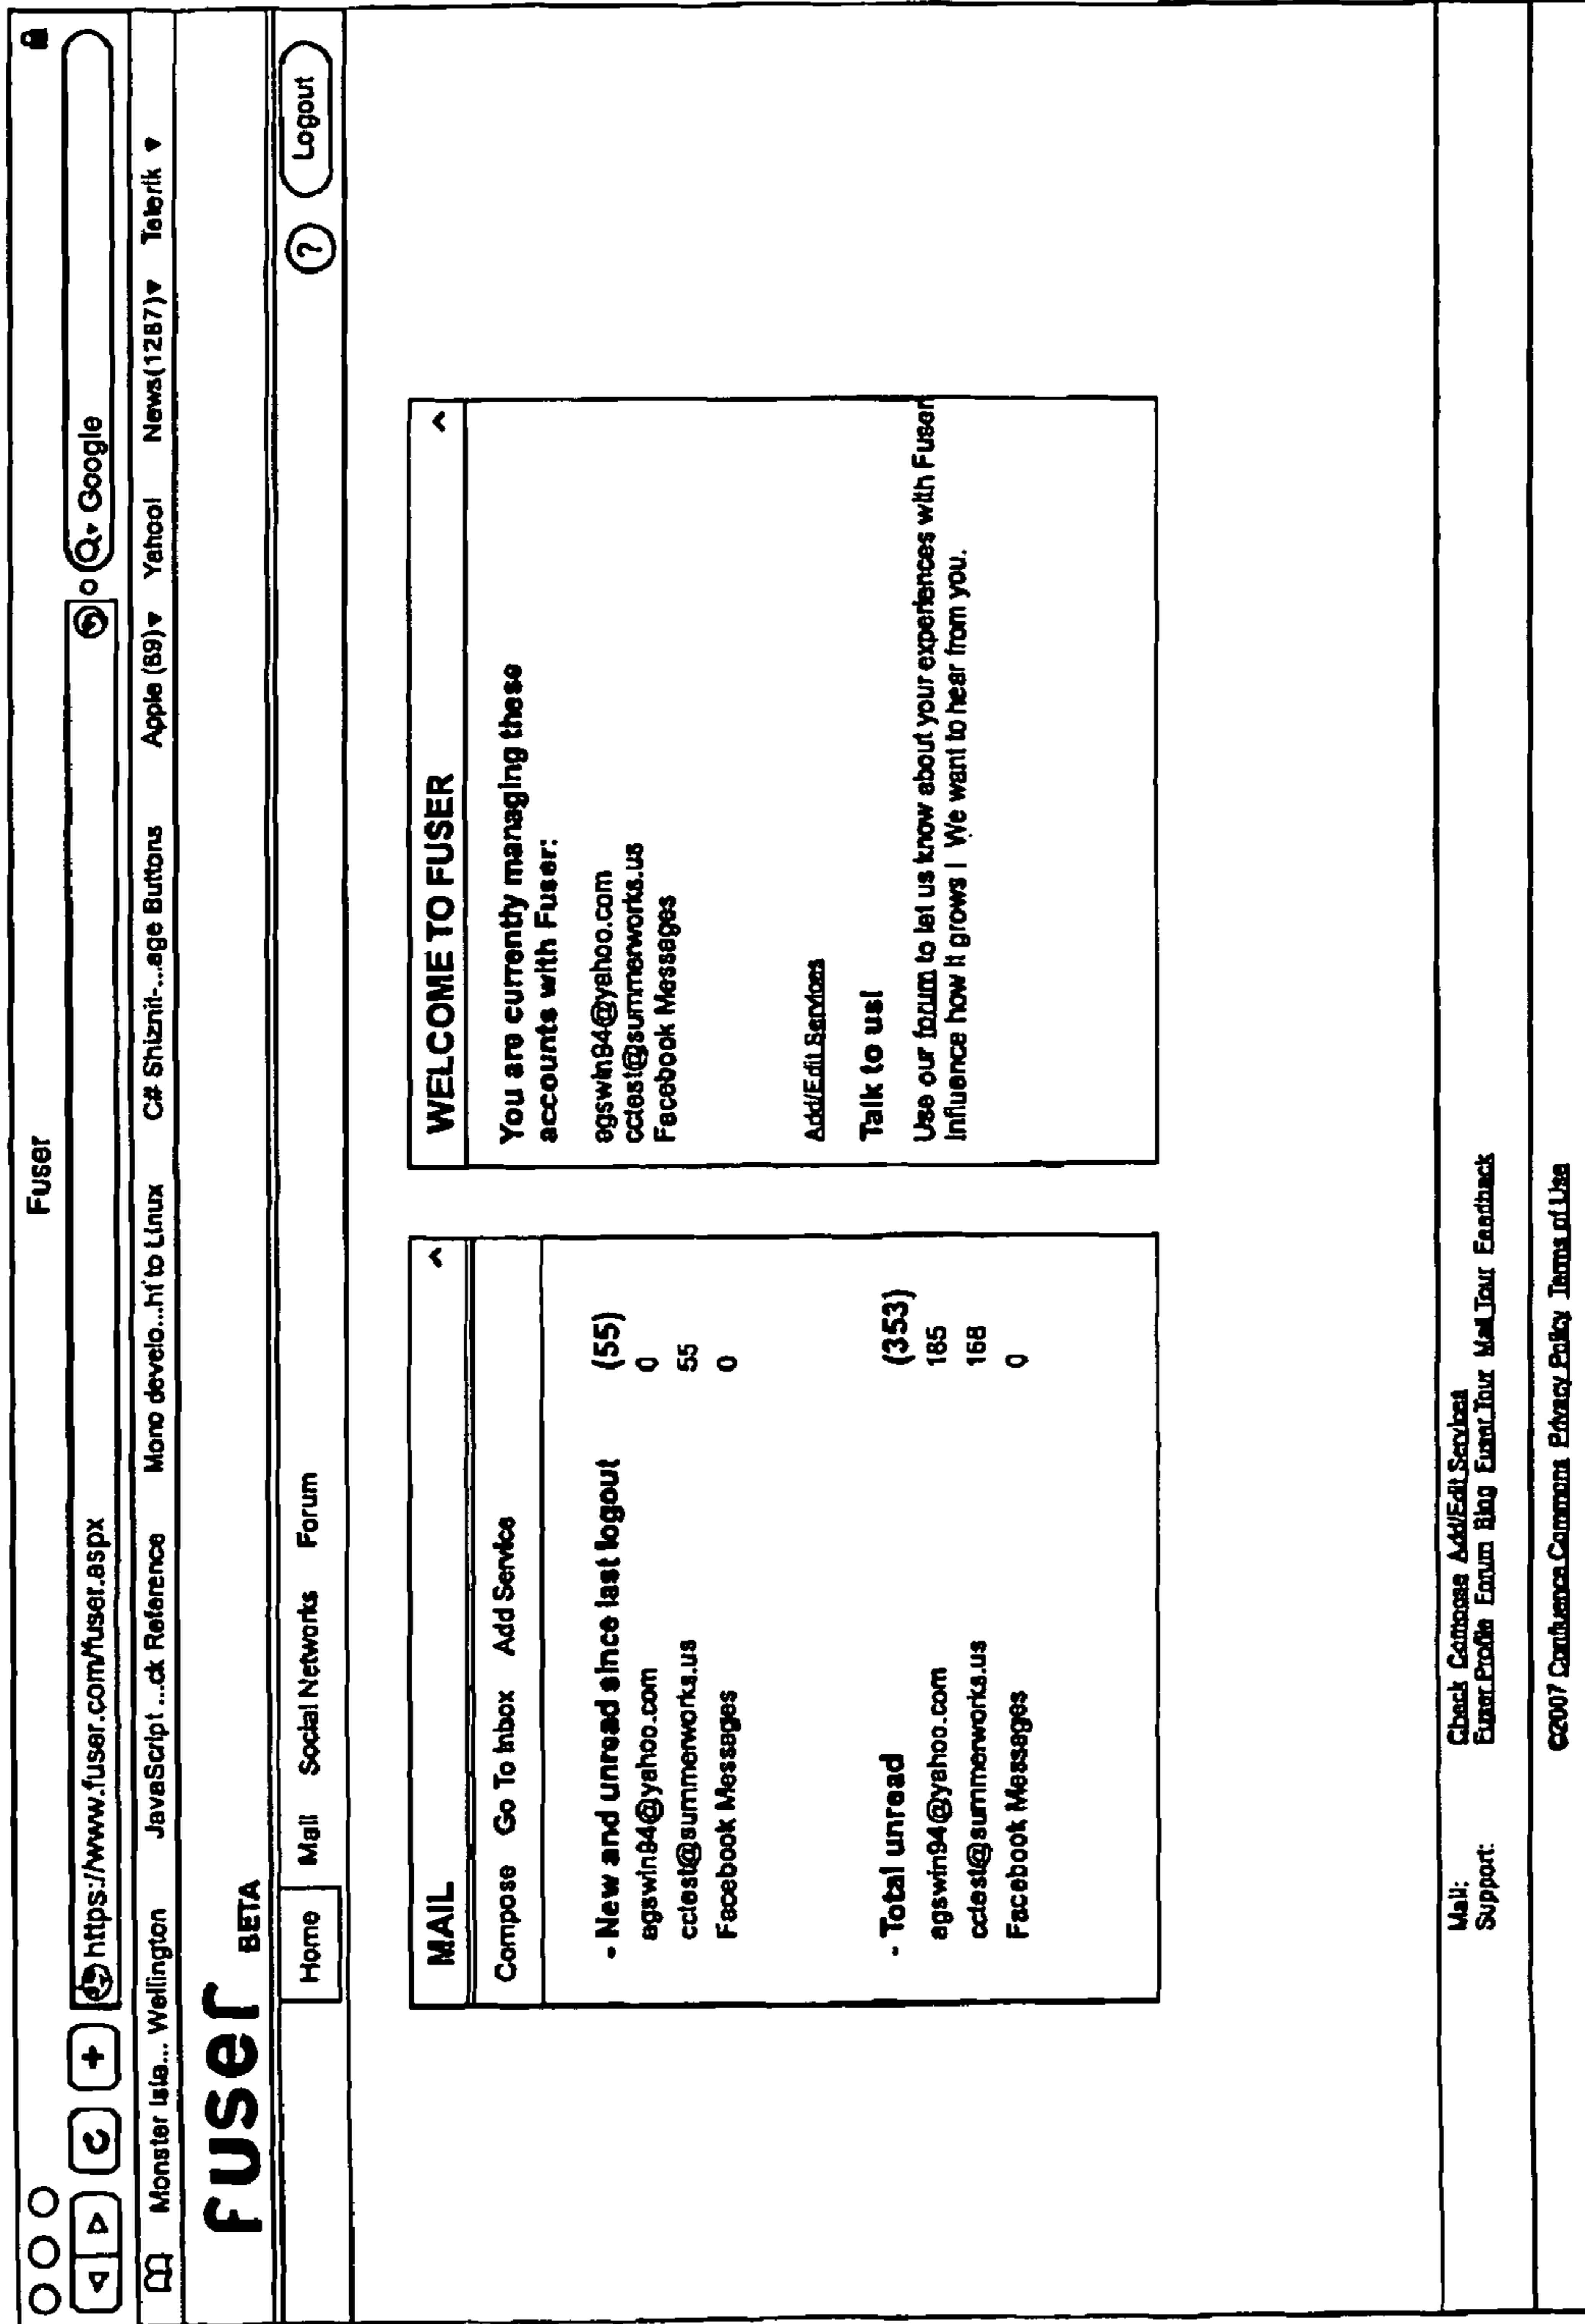 Fuser
https://www.fuser.com/fuser.aspx
Google
Monster Isla... Wellington JavaScript ...ck Reference Mono develo...ht to Linux C# Shiznit-...age Buttons Apple (89) Yahoo! News(1287) Telerik
fuser BETA
Home Mail Social Networks Forum ? Logout
MAIL
Compose Go To Inbox Add Service
- New and unread since last logout (55)
agswin94@yahoo.com 0
cctest@summerworks.us 55
Facebook Messages 0
- Total unread (353)
agswin94@yahoo.com 185
cctest@summerworks.us 168
Facebook Messages 0
WELCOME TO FUSER
You are currently managing these
accounts with Fuser:
agswin94@yahoo.com
cctest@summerworks.us
Facebook Messages
Add/Edit Services
Talk to us!
Use our forum to let us know about your experiences with Fuser
Influence how it grows ! We want to hear from you.
Mail: Check Compose Add/Edit Services
Support: Fuser Profile Forum Blog Fuser Tour Mail Tour Feedback
©2007 Confluence Commons Privacy Policy Terms of Use